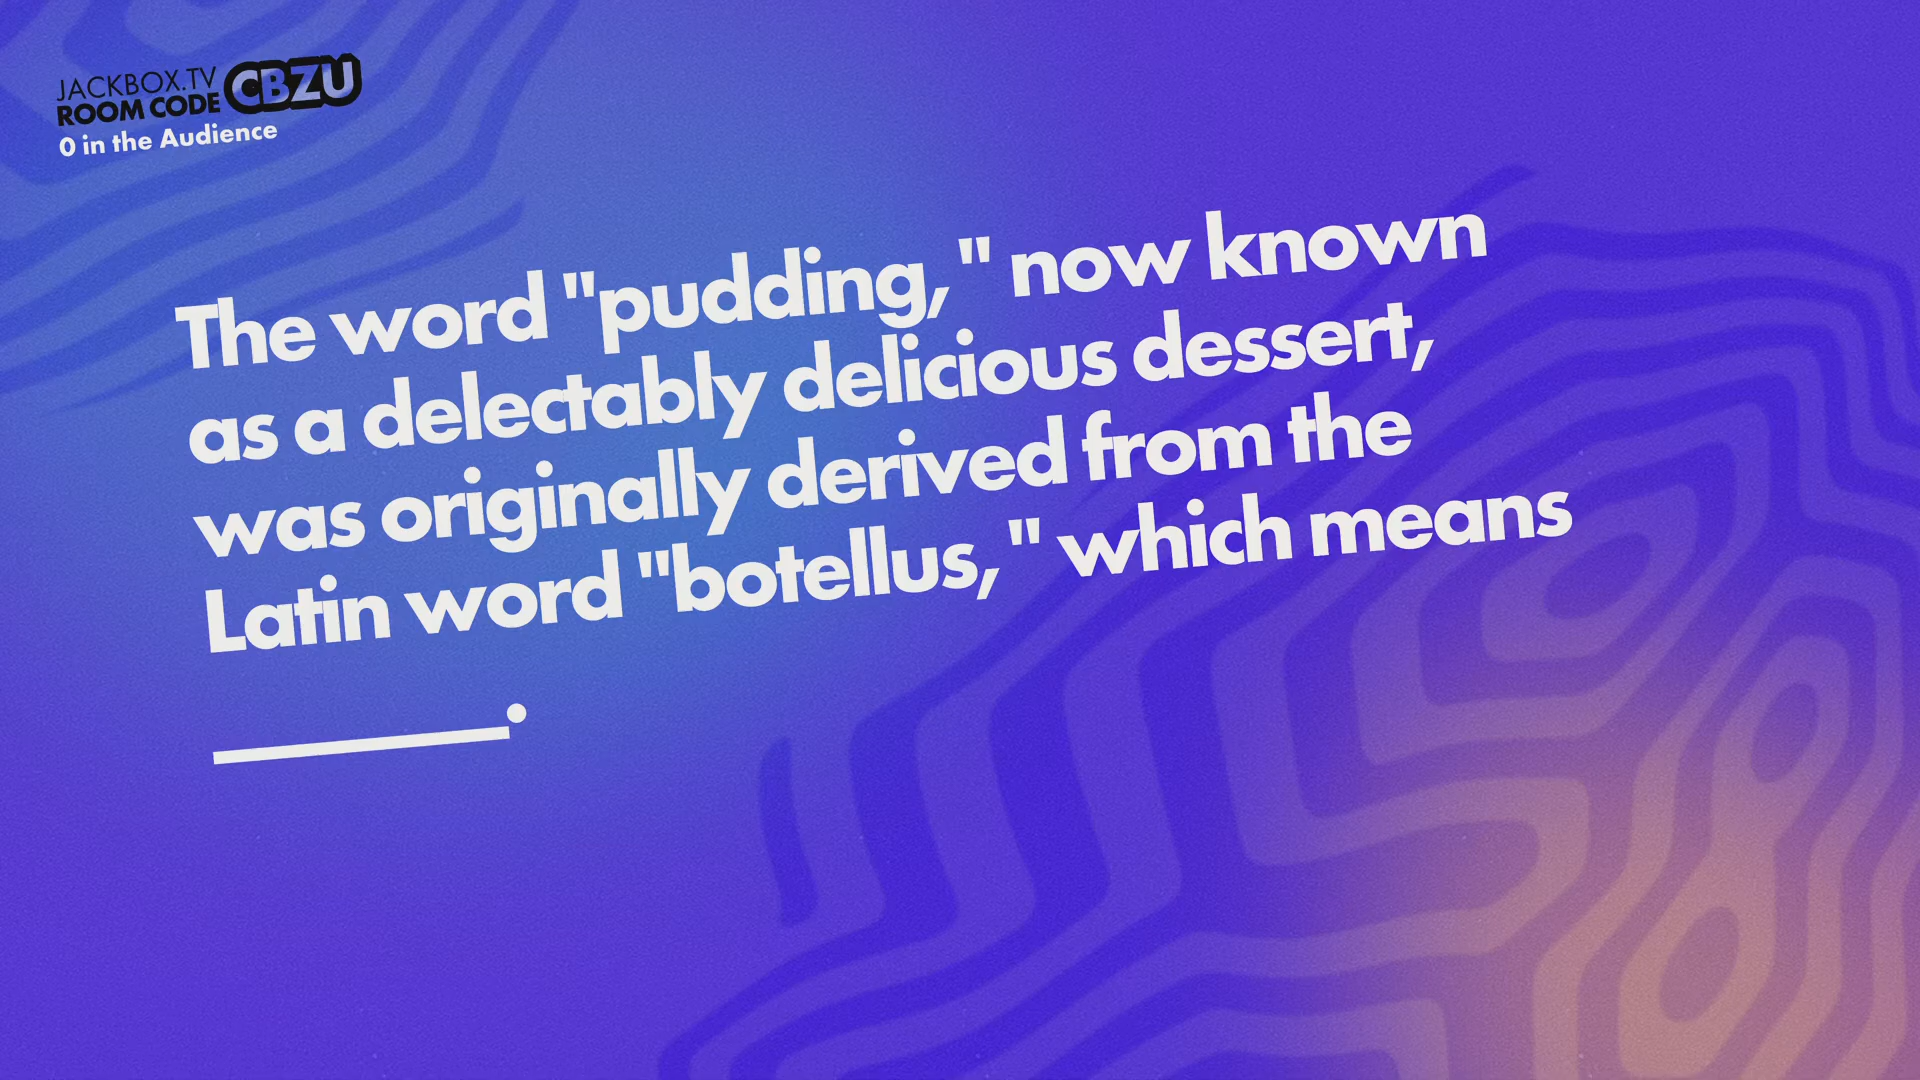 JACKBOX.TV
ROOM CODE CBZU
0 in the Audience
The word "pudding," now known
as a delectably delicious dessert,
was originally derived from the
Latin word "botellus," which means
________.